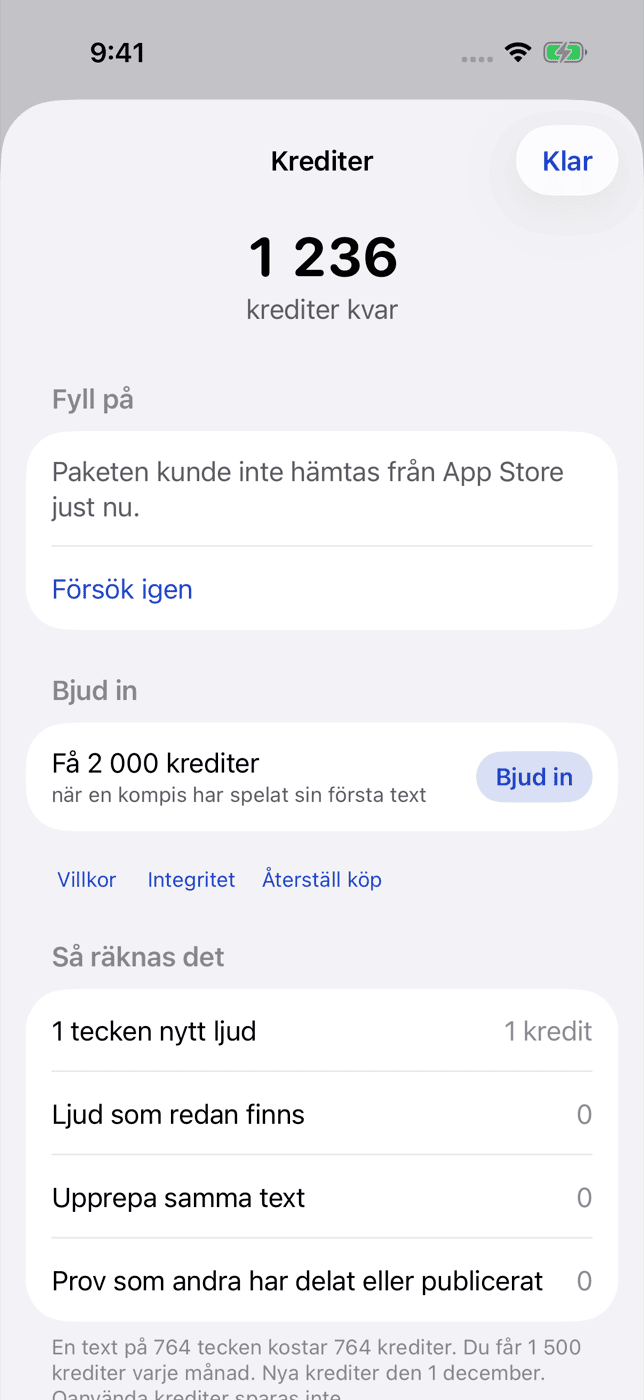 9:41
Krediter
Klar
1 236
krediter kvar
Fyll på
Paketen kunde inte hämtas från App Store
just nu.
Försök igen
Bjud in
Få 2 000 krediter
när en kompis har spelat sin första text
Bjud in
Villkor
Integritet
Återställ köp
Så räknas det
1 tecken nytt ljud
1 kredit
Ljud som redan finns
0
Upprepa samma text
0
Prov som andra har delat eller publicerat
0
En text på 764 tecken kostar 764 krediter. Du får 1 500
krediter varje månad. Nya krediter den 1 december.
Oanvända krediter sparas inte.